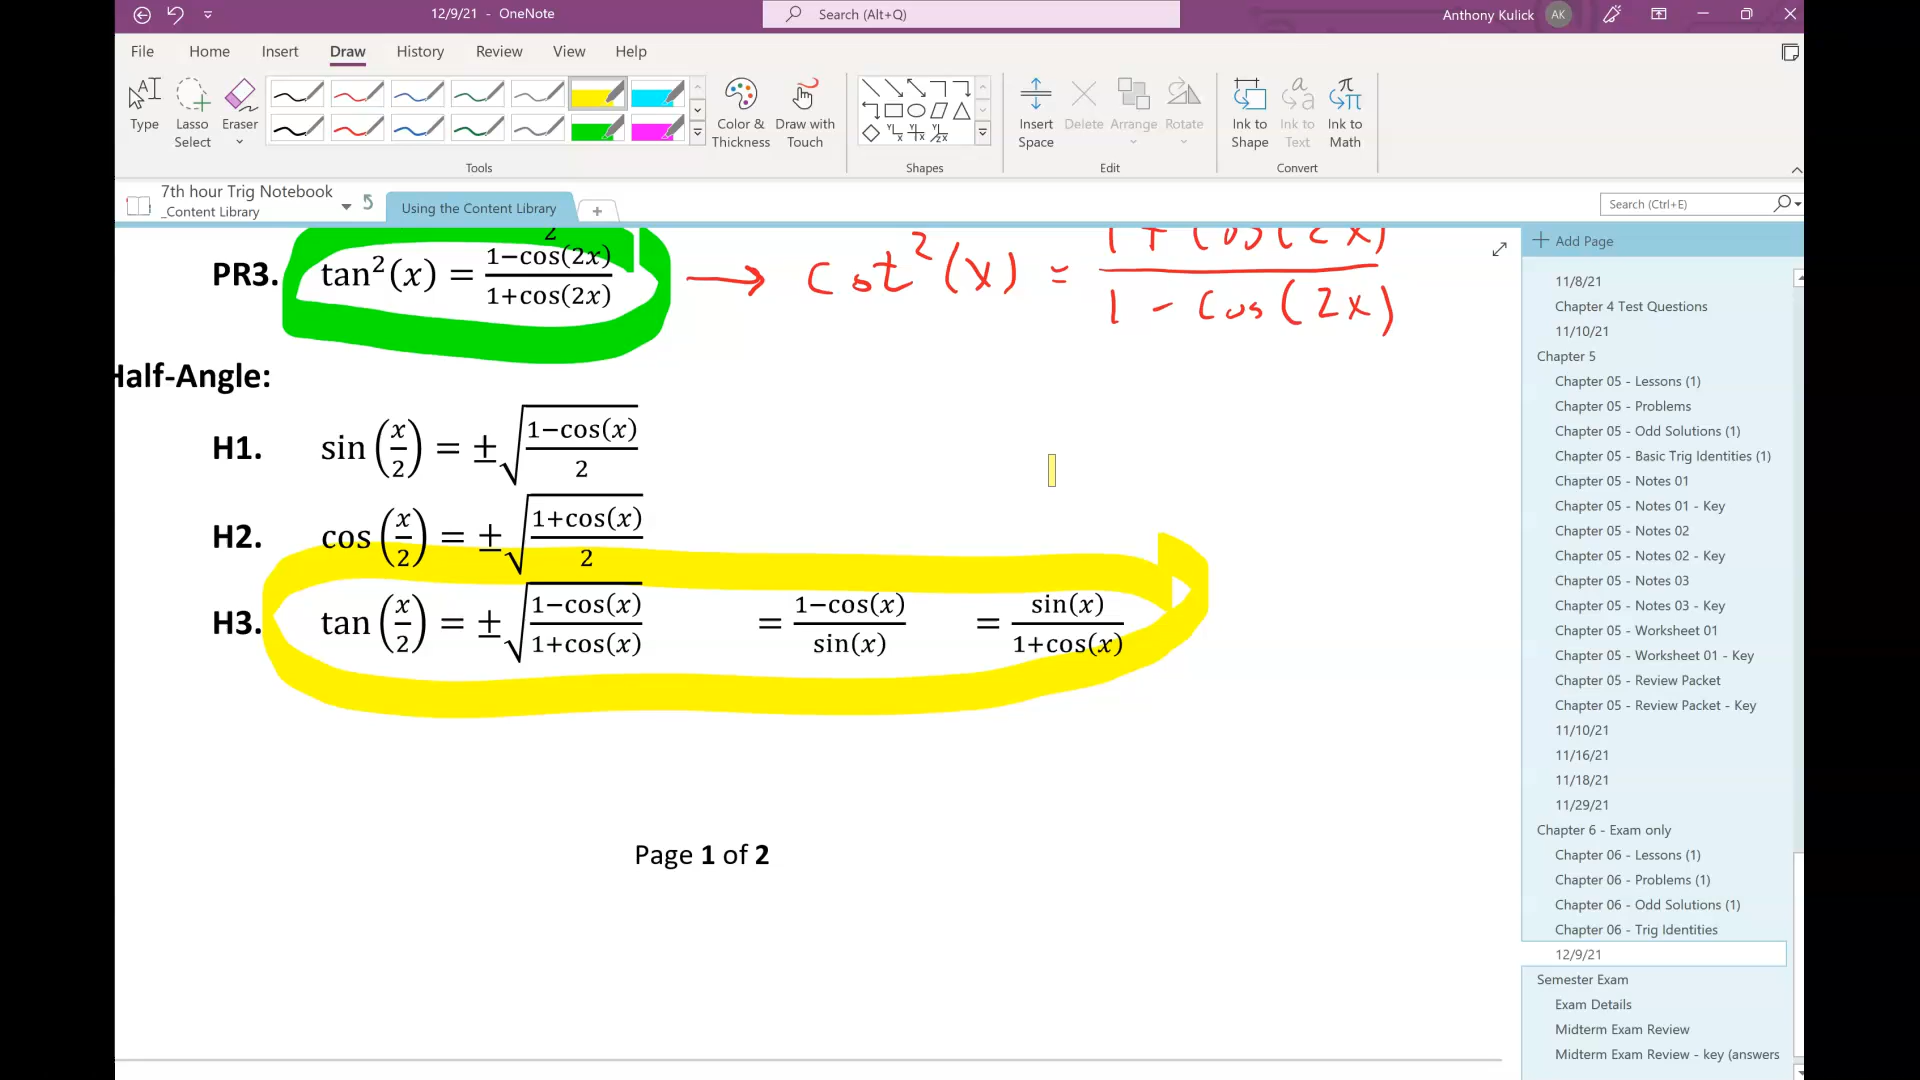 12/9/21 - OneNote
Search (Alt+Q)
Anthony Kulick AK
File Home Insert Draw History Review View Help
Type
Lasso Select
Eraser
Color & Thickness
Draw with Touch
Insert Space
Delete
Arrange
Rotate
Ink to Shape
Ink to Text
Ink to Math
Tools Shapes Edit Convert
7th hour Trig Notebook
_Content Library
Using the Content Library
Search (Ctrl+E)
PR3. tan²(x) = (1−cos(2x))/(1+cos(2x)) → cot²(x) = (1 + cos(2x))/(1 - cos(2x))
Half-Angle:
H1. sin(x/2) = ±√((1−cos(x))/2)
H2. cos(x/2) = ±√((1+cos(x))/2)
H3. tan(x/2) = ±√((1−cos(x))/(1+cos(x))) = (1−cos(x))/sin(x) = sin(x)/(1+cos(x))
Page 1 of 2
Add Page
11/8/21
Chapter 4 Test Questions
11/10/21
Chapter 5
Chapter 05 - Lessons (1)
Chapter 05 - Problems
Chapter 05 - Odd Solutions (1)
Chapter 05 - Basic Trig Identities (1)
Chapter 05 - Notes 01
Chapter 05 - Notes 01 - Key
Chapter 05 - Notes 02
Chapter 05 - Notes 02 - Key
Chapter 05 - Notes 03
Chapter 05 - Notes 03 - Key
Chapter 05 - Worksheet 01
Chapter 05 - Worksheet 01 - Key
Chapter 05 - Review Packet
Chapter 05 - Review Packet - Key
11/10/21
11/16/21
11/18/21
11/29/21
Chapter 6 - Exam only
Chapter 06 - Lessons (1)
Chapter 06 - Problems (1)
Chapter 06 - Odd Solutions (1)
Chapter 06 - Trig Identities
12/9/21
Semester Exam
Exam Details
Midterm Exam Review
Midterm Exam Review - key (answers